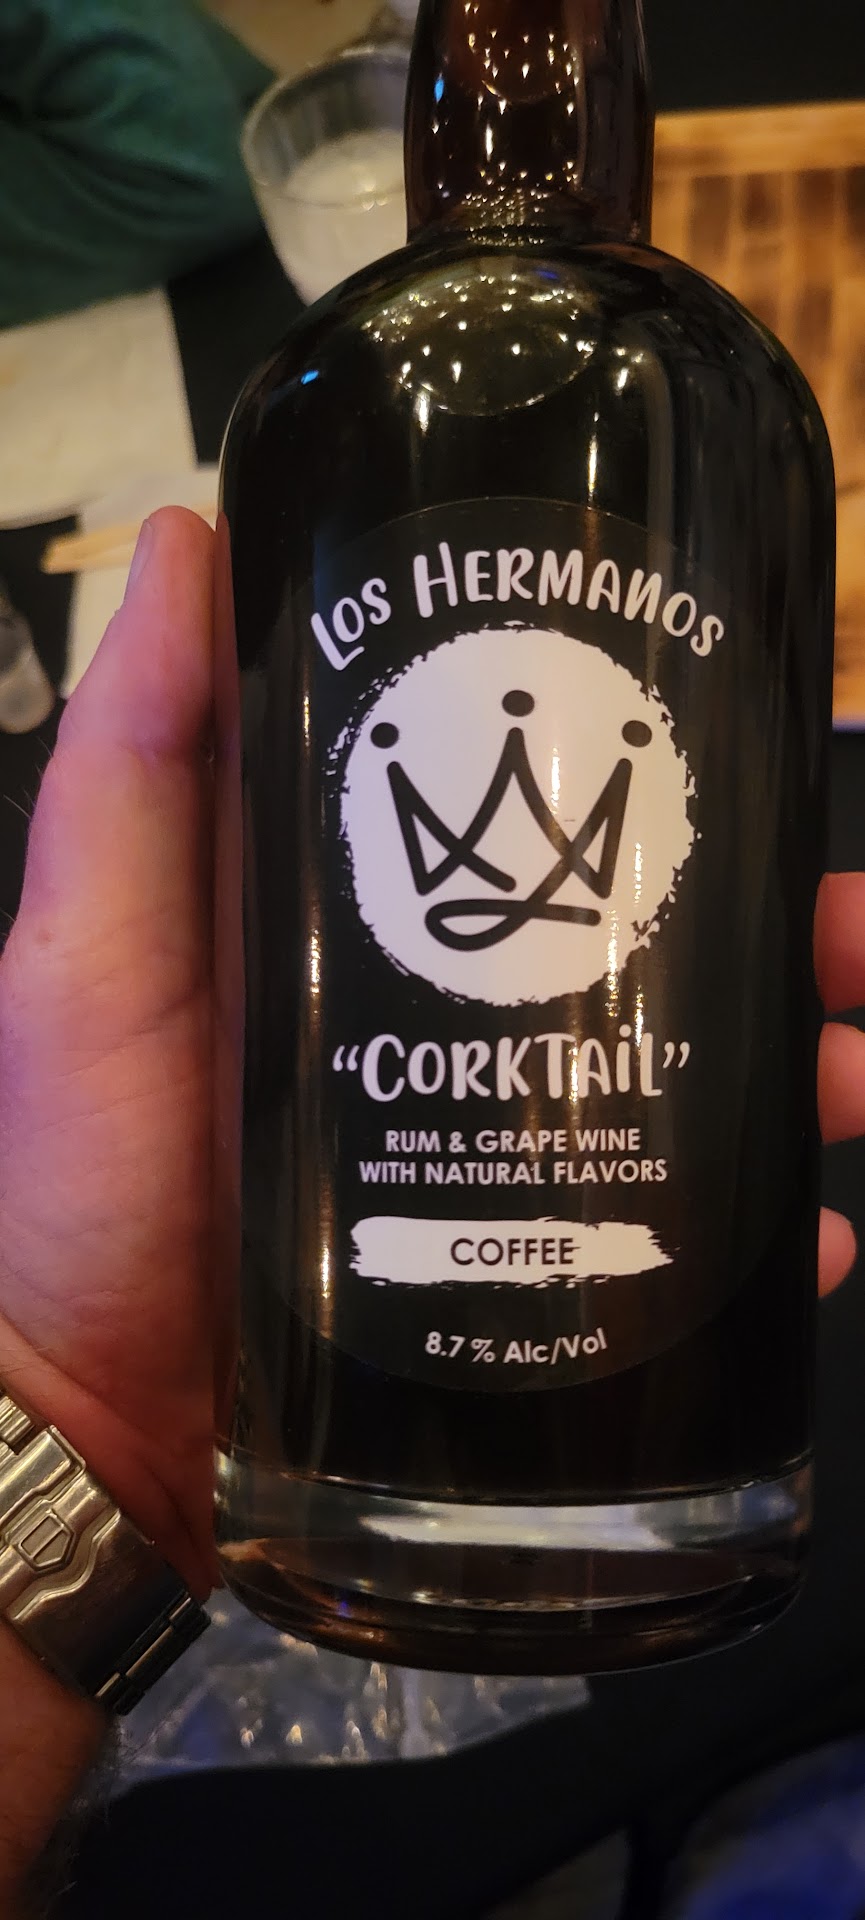 Los Hermanos
“Corktail”
RUM & GRAPE WINE
WITH NATURAL FLAVORS
COFFEE
8.7 % Alc/Vol